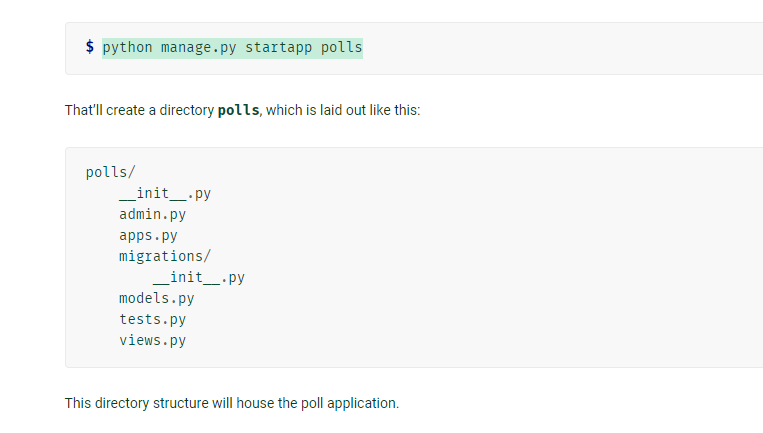 $ python manage.py startapp polls
That’ll create a directory polls, which is laid out like this:
polls/
    __init__.py
    admin.py
    apps.py
    migrations/
        __init__.py
    models.py
    tests.py
    views.py
This directory structure will house the poll application.